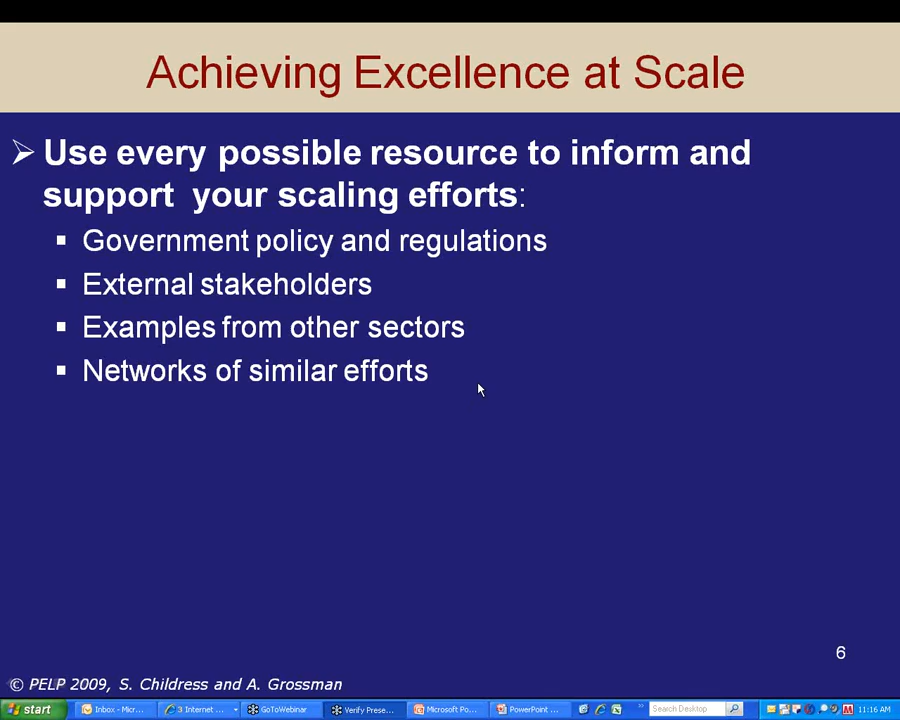 Achieving Excellence at Scale
Use every possible resource to inform and
support your scaling efforts:
Government policy and regulations
External stakeholders
Examples from other sectors
Networks of similar efforts
6
© PELP 2009, S. Childress and A. Grossman
start
Inbox - Micr...
3 Internet ...
GoToWebinar
Verify Prese...
Microsoft Po...
PowerPoint ...
Search Desktop
11:16 AM